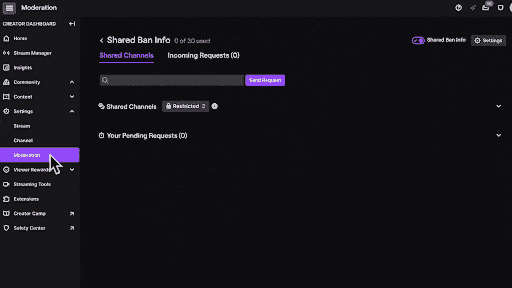 Moderation
CREATOR DASHBOARD
Home
Stream Manager
Insights
Community
Content
Settings
Stream
Channel
Moderation
Viewer Rewards
Streaming Tools
Extensions
Creator Camp
Safety Center
Shared Ban Info 0 of 30 used
Shared Ban Info Settings
Shared Channels Incoming Requests (0)
Send Request
Shared Channels Restricted
Your Pending Requests (0)